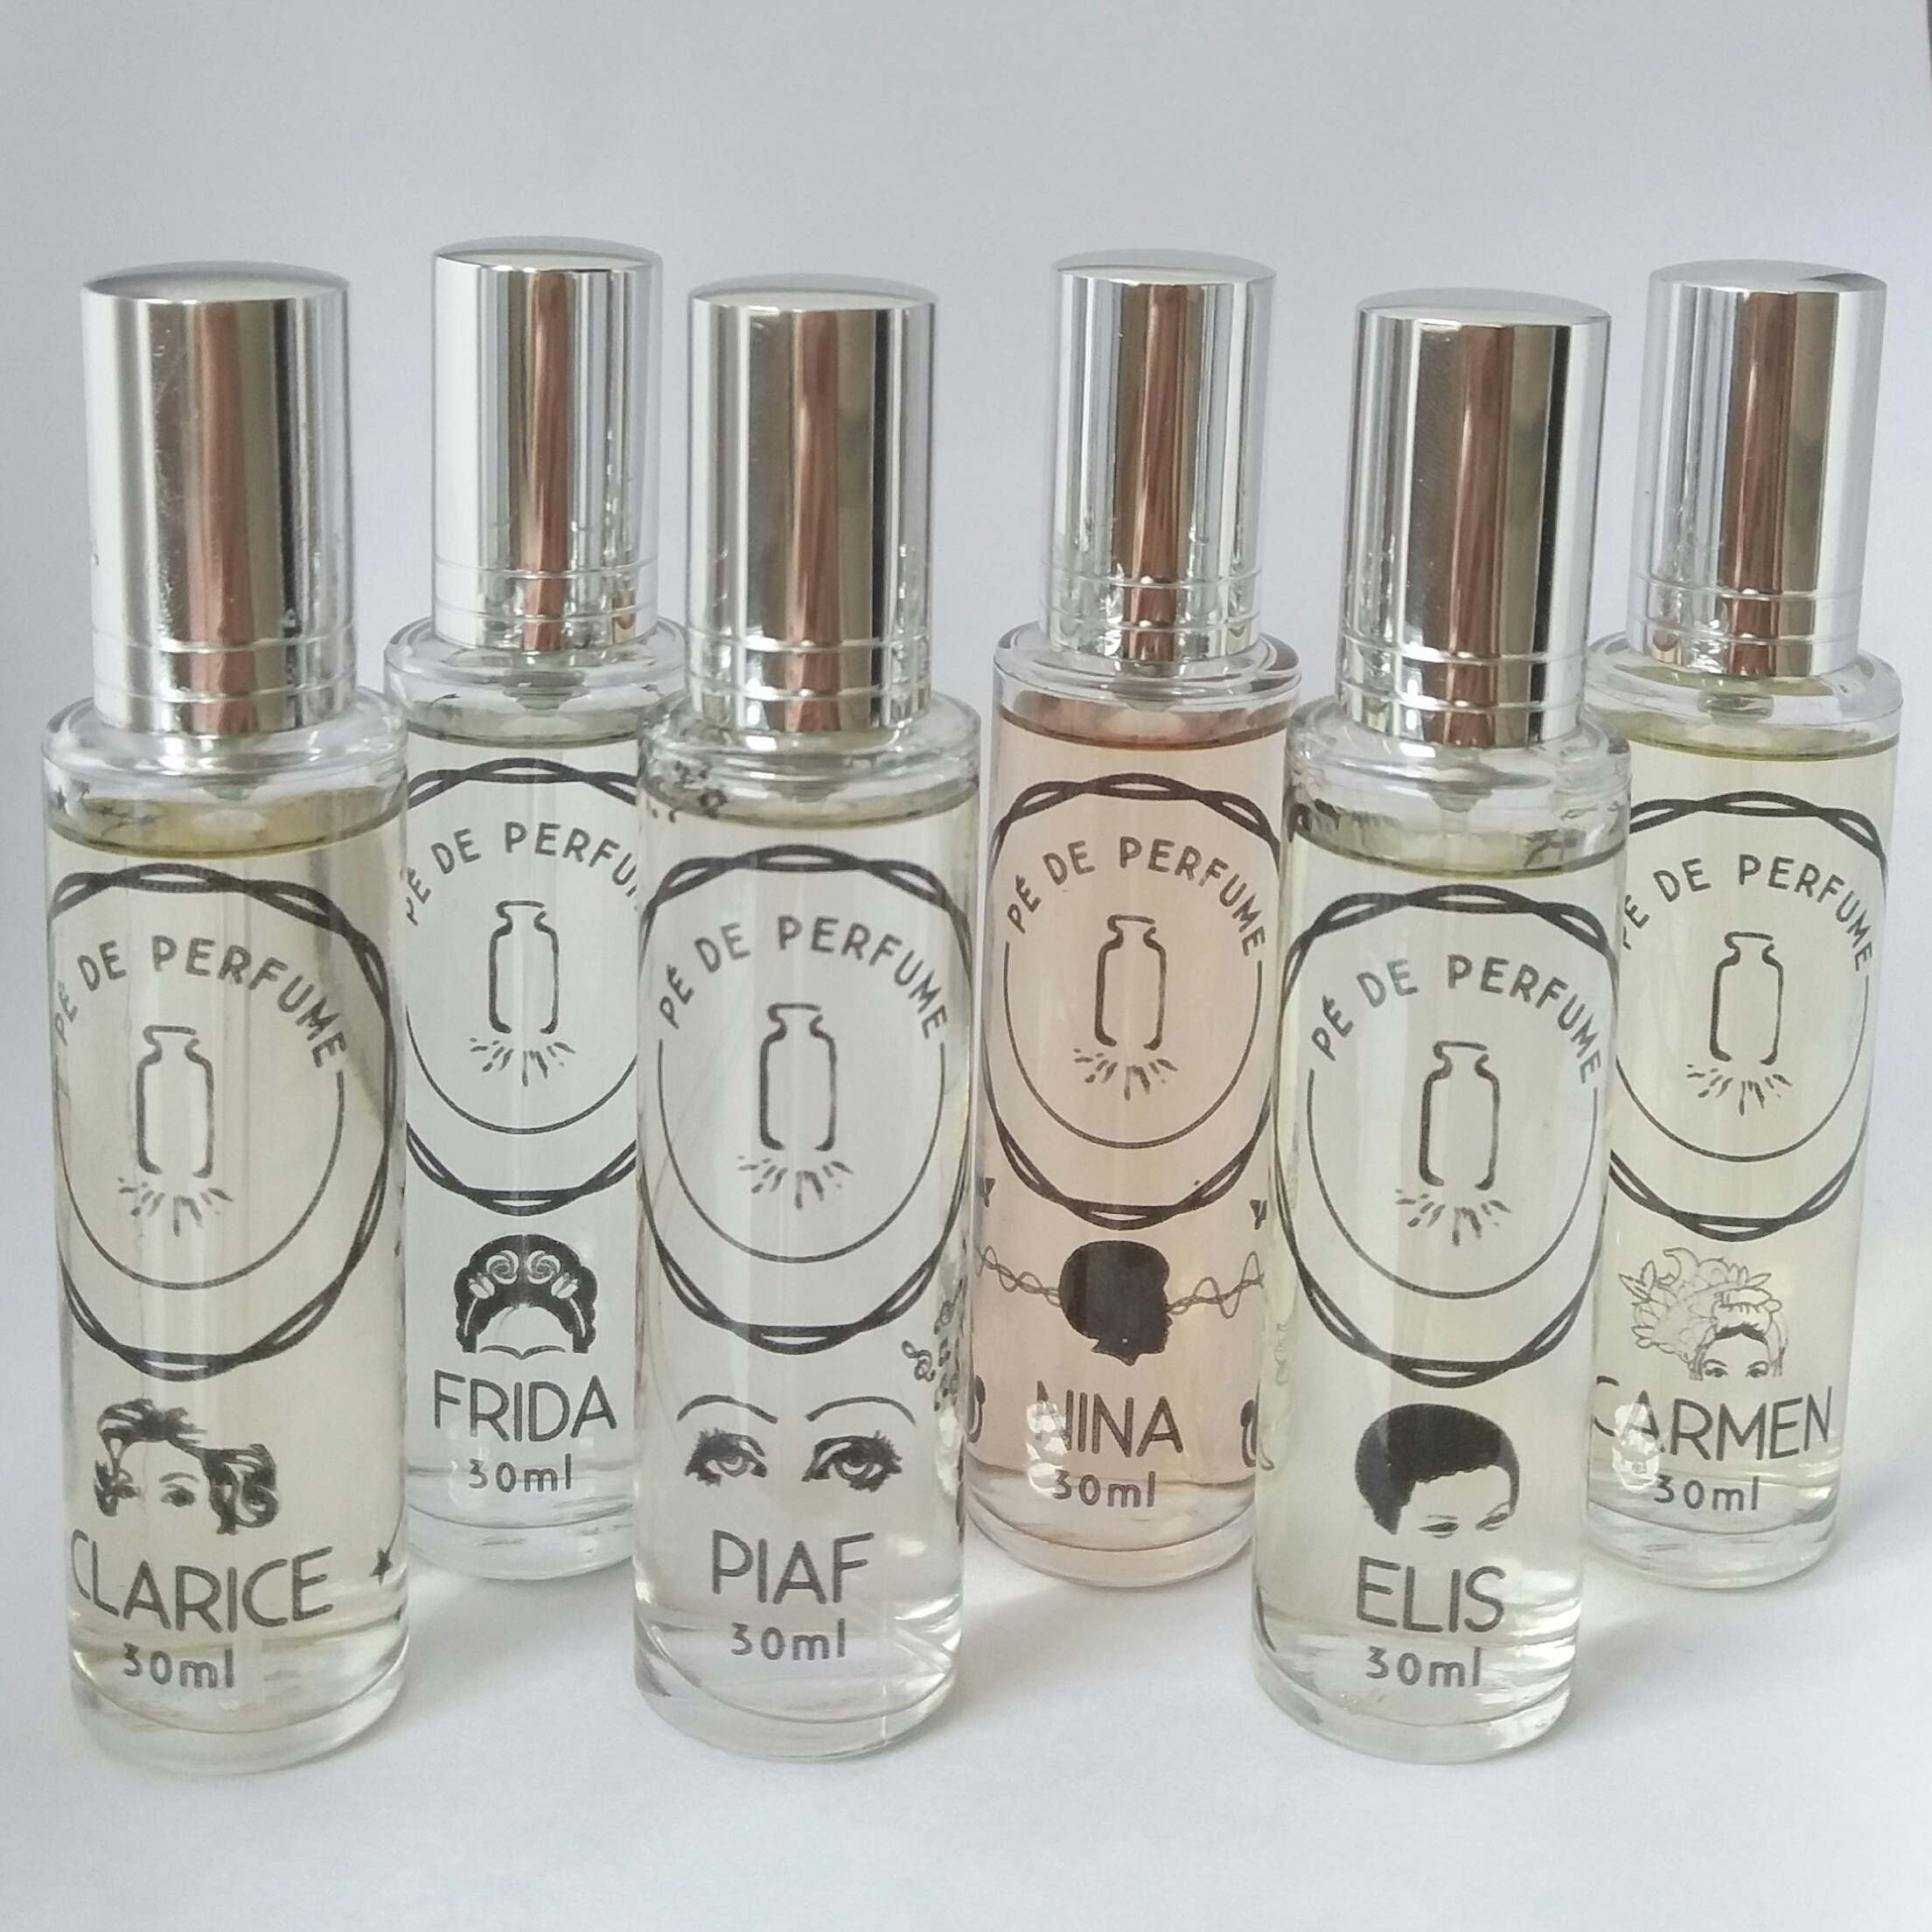 PÉ DE PERFUME
CLARICE
30ml
PÉ DE PERFUM
FRIDA
30ml
PÉ DE PERFUME
PIAF
30ml
PÉ DE PERFUME
NINA
30ml
PÉ DE PERFUME
ELIS
30ml
PÉ DE PERFUME
CARMEN
30ml